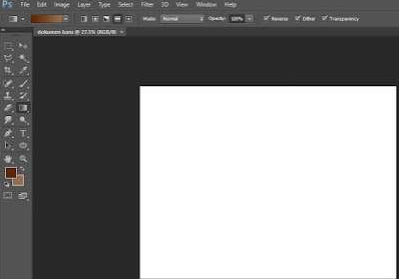 Ps File Edit Image Layer Type Select Filter 3D View Window Help
Mode: Normal Opacity: 100% Reverse Dither Transparency
dokumen baru @ 27,5% (RGB/8) ×